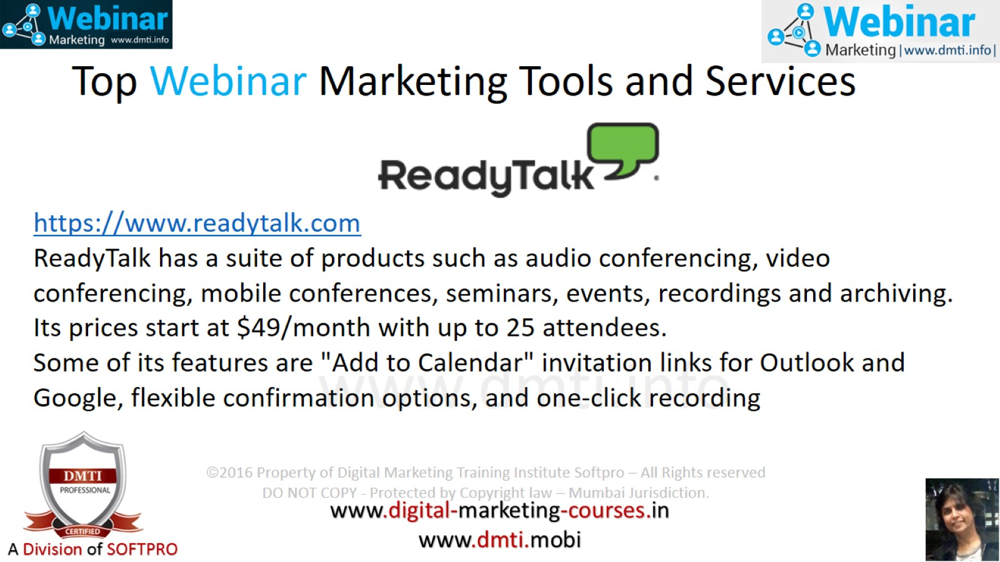 Webinar
Marketing www.dmti.info
Webinar
Marketing|www.dmti.info|
Top Webinar Marketing Tools and Services
ReadyTalk
https://www.readytalk.com
ReadyTalk has a suite of products such as audio conferencing, video
conferencing, mobile conferences, seminars, events, recordings and archiving.
Its prices start at $49/month with up to 25 attendees.
Some of its features are "Add to Calendar" invitation links for Outlook and
Google, flexible confirmation options, and one-click recording
www.dmti.info
DMTI
PROFESSIONAL
CERTIFIED
A Division of SOFTPRO
©2016 Property of Digital Marketing Training Institute Softpro – All Rights reserved
DO NOT COPY - Protected by Copyright law – Mumbai Jurisdiction.
www.digital-marketing-courses.in
www.dmti.mobi